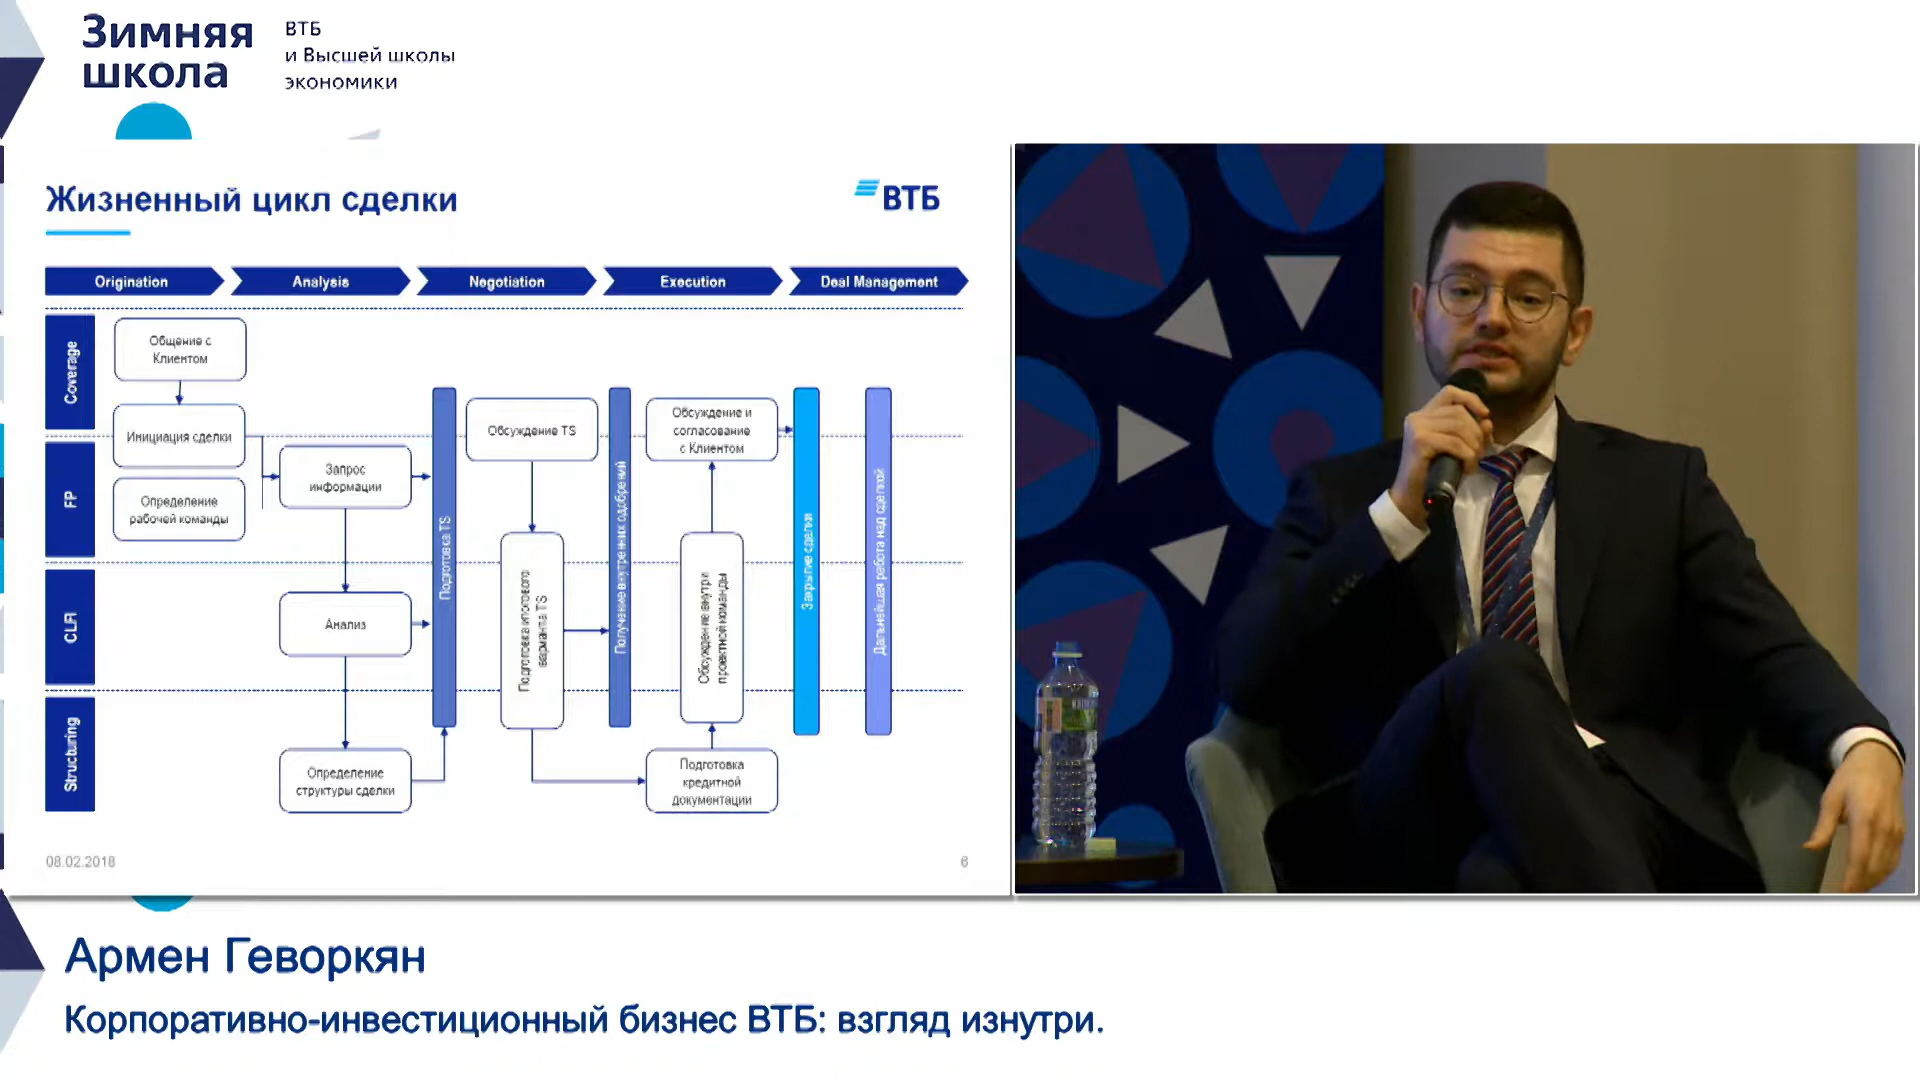 Зимняя
школа
ВТБ
и Высшей школы
экономики
Жизненный цикл сделки
ВТБ
Origination
Analysis
Negotiation
Execution
Deal Management
Coverage
FP
CLFI
Structuring
Общение с
Клиентом
Инициация сделки
Определение
рабочей команды
Запрос
информации
Анализ
Определение
структуры сделки
Подготовка TS
Обсуждение TS
Подготовка итогового
варианта TS
Получение внутренних одобрений
Обсуждение и
согласование
с Клиентом
Обсуждение внутри
проектной команды
Подготовка
кредитной
документации
Закрытие сделки
Дальнейшая работа над сделкой
08.02.2018
6
Армен Геворкян
Корпоративно-инвестиционный бизнес ВТБ: взгляд изнутри.